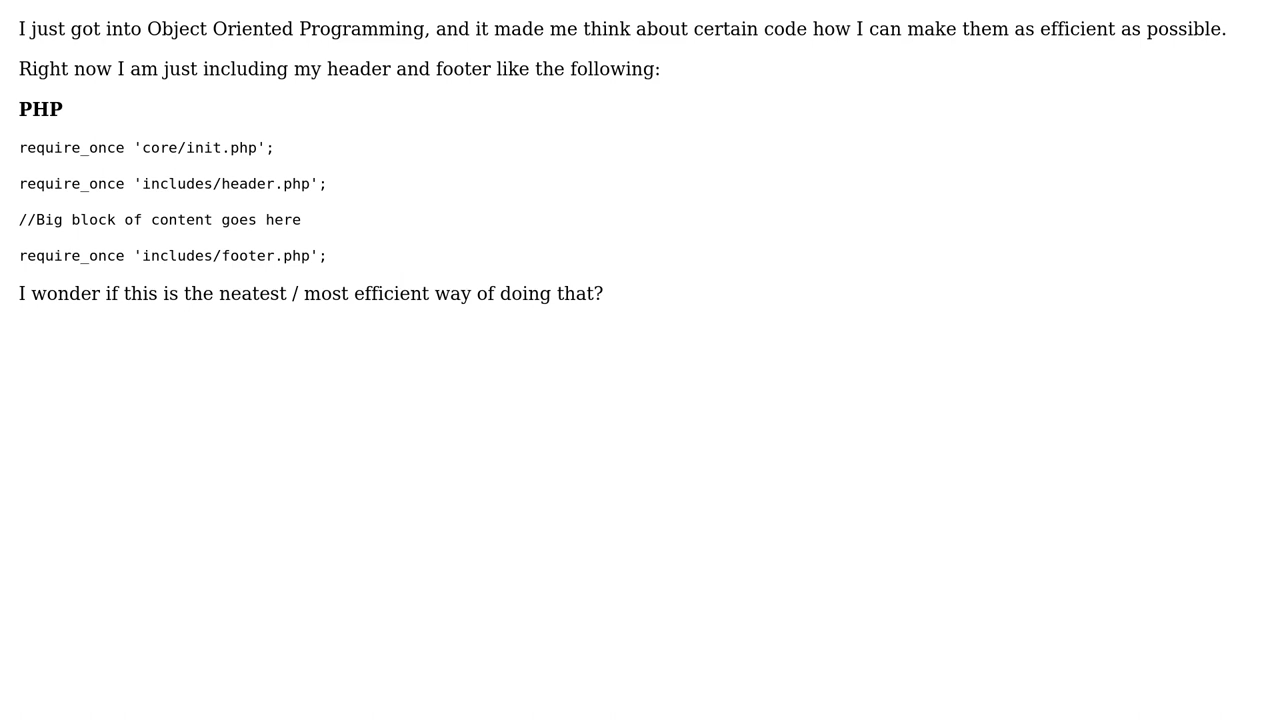 I just got into Object Oriented Programming, and it made me think about certain code how I can make them as efficient as possible.
Right now I am just including my header and footer like the following:
PHP
require_once 'core/init.php';
require_once 'includes/header.php';
//Big block of content goes here
require_once 'includes/footer.php';
I wonder if this is the neatest / most efficient way of doing that?